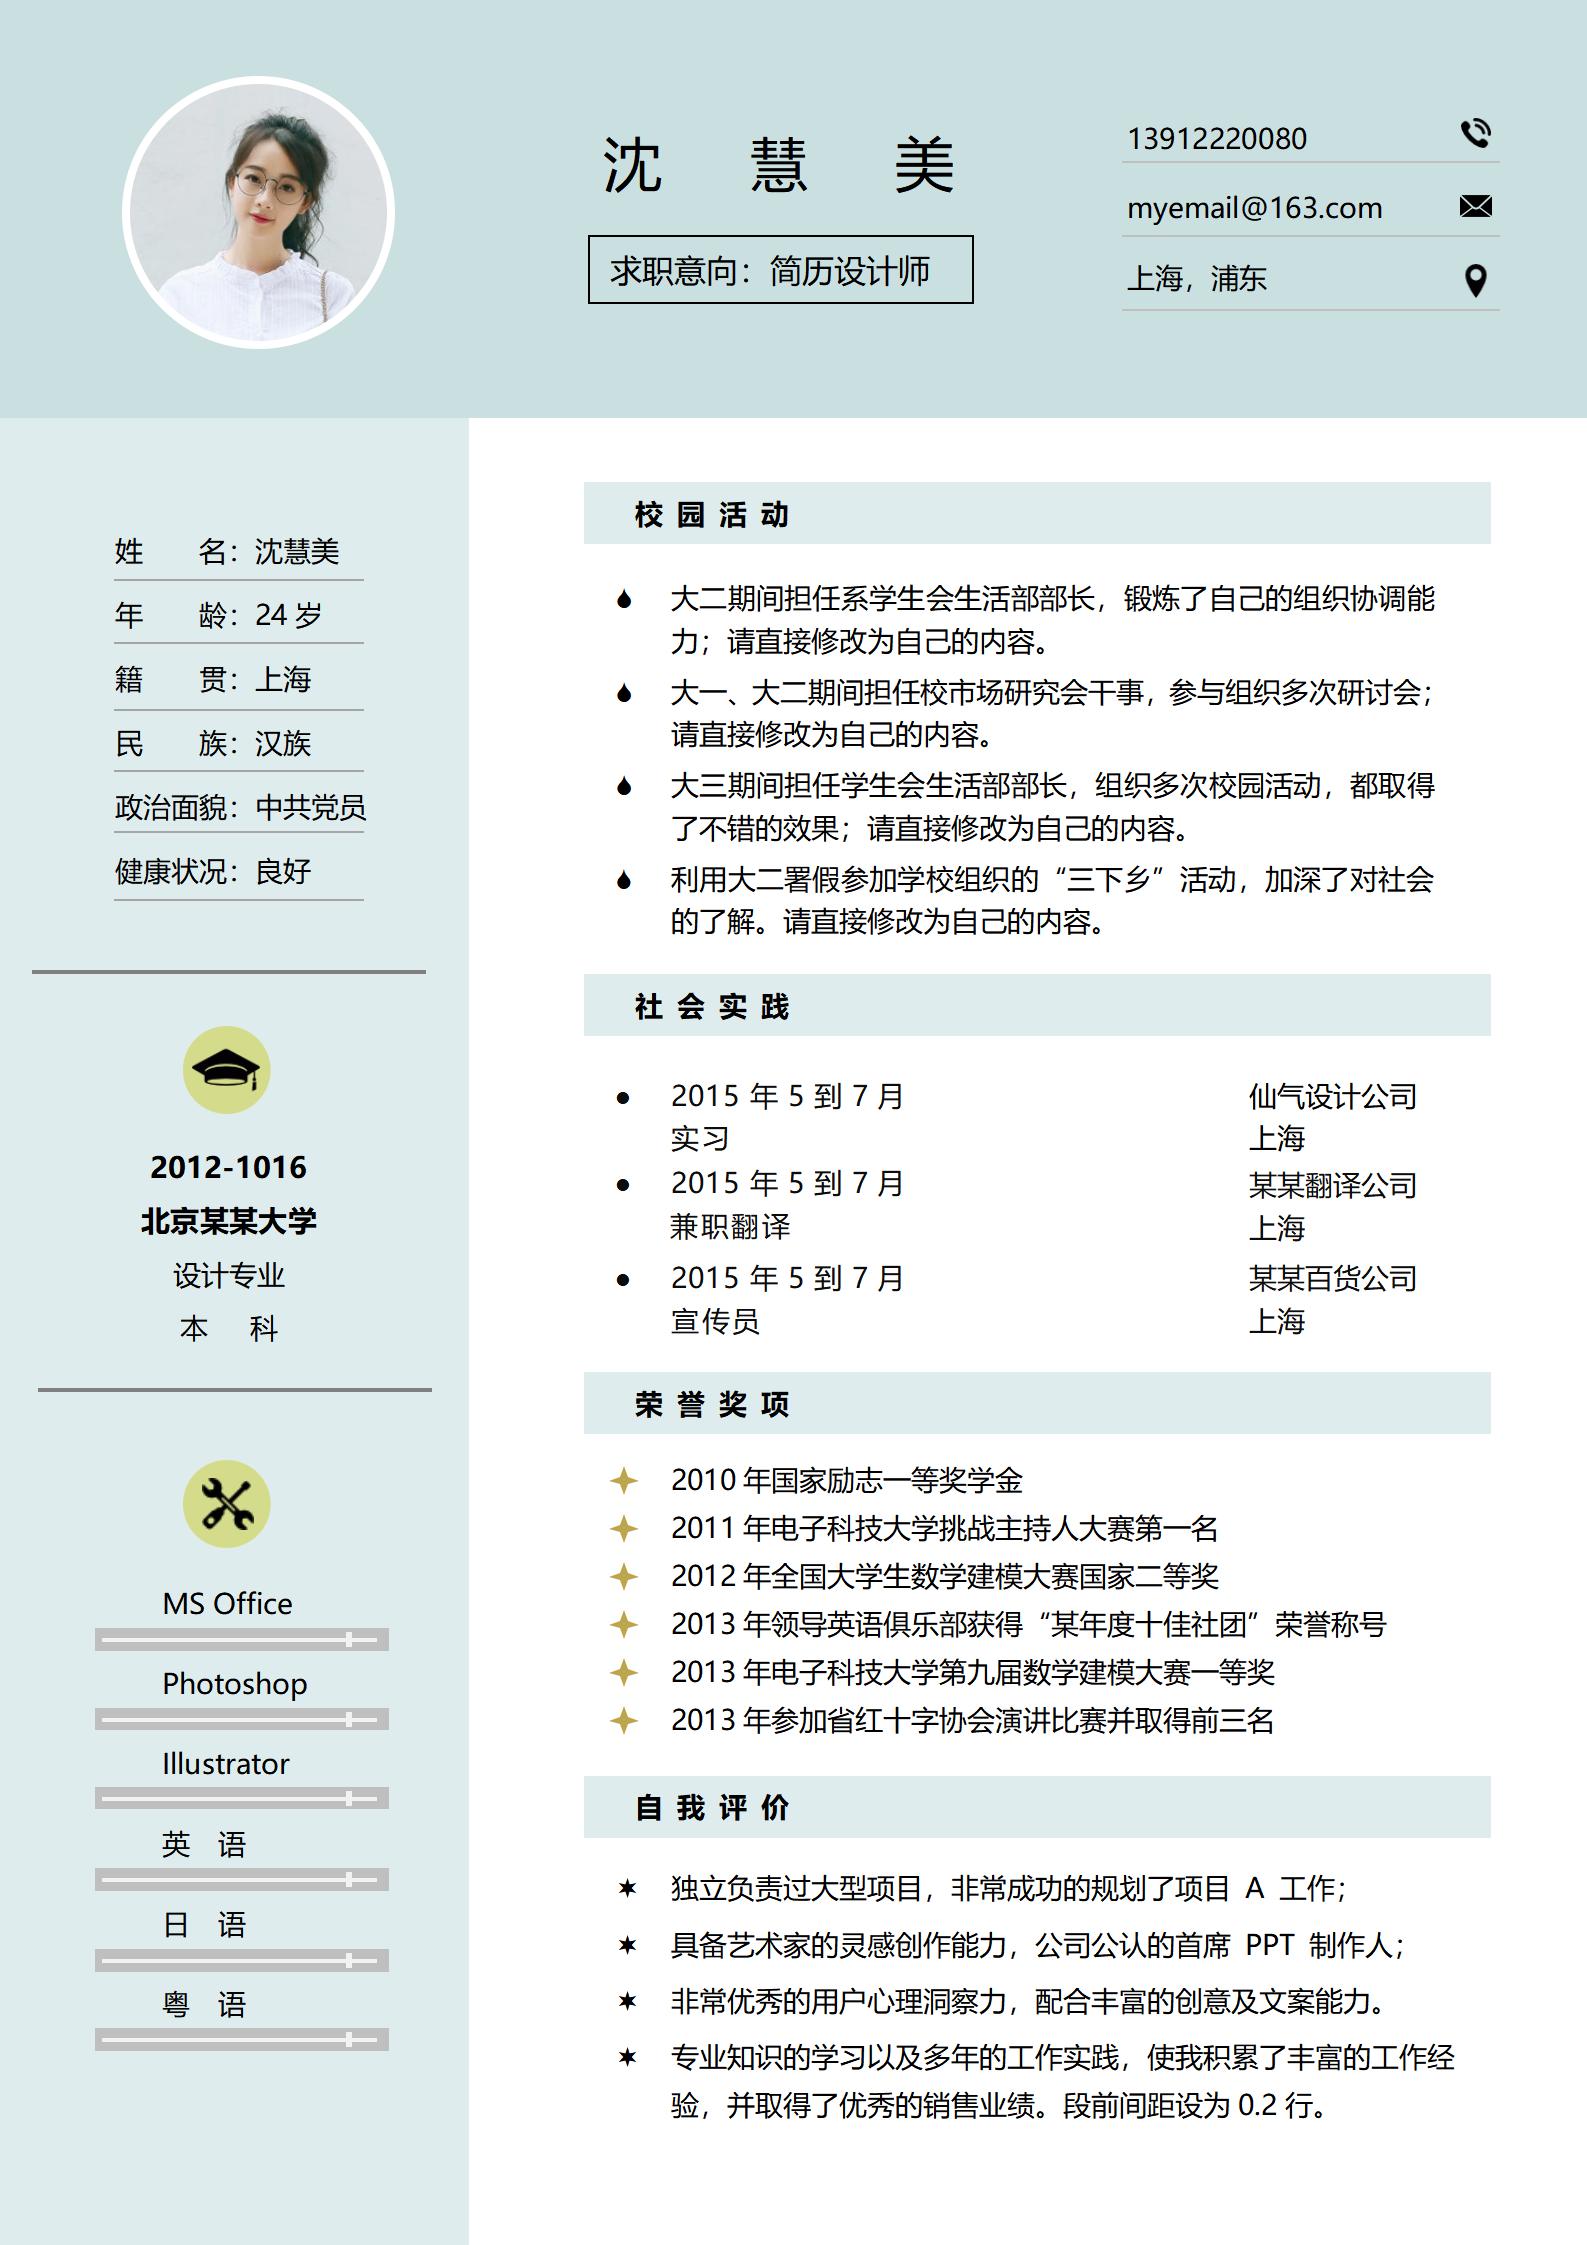 沈 慧 美
求职意向：简历设计师
13912220080
myemail@163.com
上海，浦东
姓 名：沈慧美
年 龄：24 岁
籍 贯：上海
民 族：汉族
政治面貌：中共党员
健康状况：良好
2012-1016
北京某某大学
设计专业
本 科
MS Office
Photoshop
Illustrator
英 语
日 语
粤 语
校 园 活 动
大二期间担任系学生会生活部部长，锻炼了自己的组织协调能
力；请直接修改为自己的内容。
大一、大二期间担任校市场研究会干事，参与组织多次研讨会；
请直接修改为自己的内容。
大三期间担任学生会生活部部长，组织多次校园活动，都取得
了不错的效果；请直接修改为自己的内容。
利用大二署假参加学校组织的“三下乡”活动，加深了对社会
的了解。请直接修改为自己的内容。
社 会 实 践
2015 年 5 到 7 月 仙气设计公司
实习 上海
2015 年 5 到 7 月 某某翻译公司
兼职翻译 上海
2015 年 5 到 7 月 某某百货公司
宣传员 上海
荣 誉 奖 项
2010 年国家励志一等奖学金
2011 年电子科技大学挑战主持人大赛第一名
2012 年全国大学生数学建模大赛国家二等奖
2013 年领导英语俱乐部获得“某年度十佳社团”荣誉称号
2013 年电子科技大学第九届数学建模大赛一等奖
2013 年参加省红十字协会演讲比赛并取得前三名
自 我 评 价
独立负责过大型项目，非常成功的规划了项目 A 工作；
具备艺术家的灵感创作能力，公司公认的首席 PPT 制作人；
非常优秀的用户心理洞察力，配合丰富的创意及文案能力。
专业知识的学习以及多年的工作实践，使我积累了丰富的工作经
验，并取得了优秀的销售业绩。段前间距设为 0.2 行。